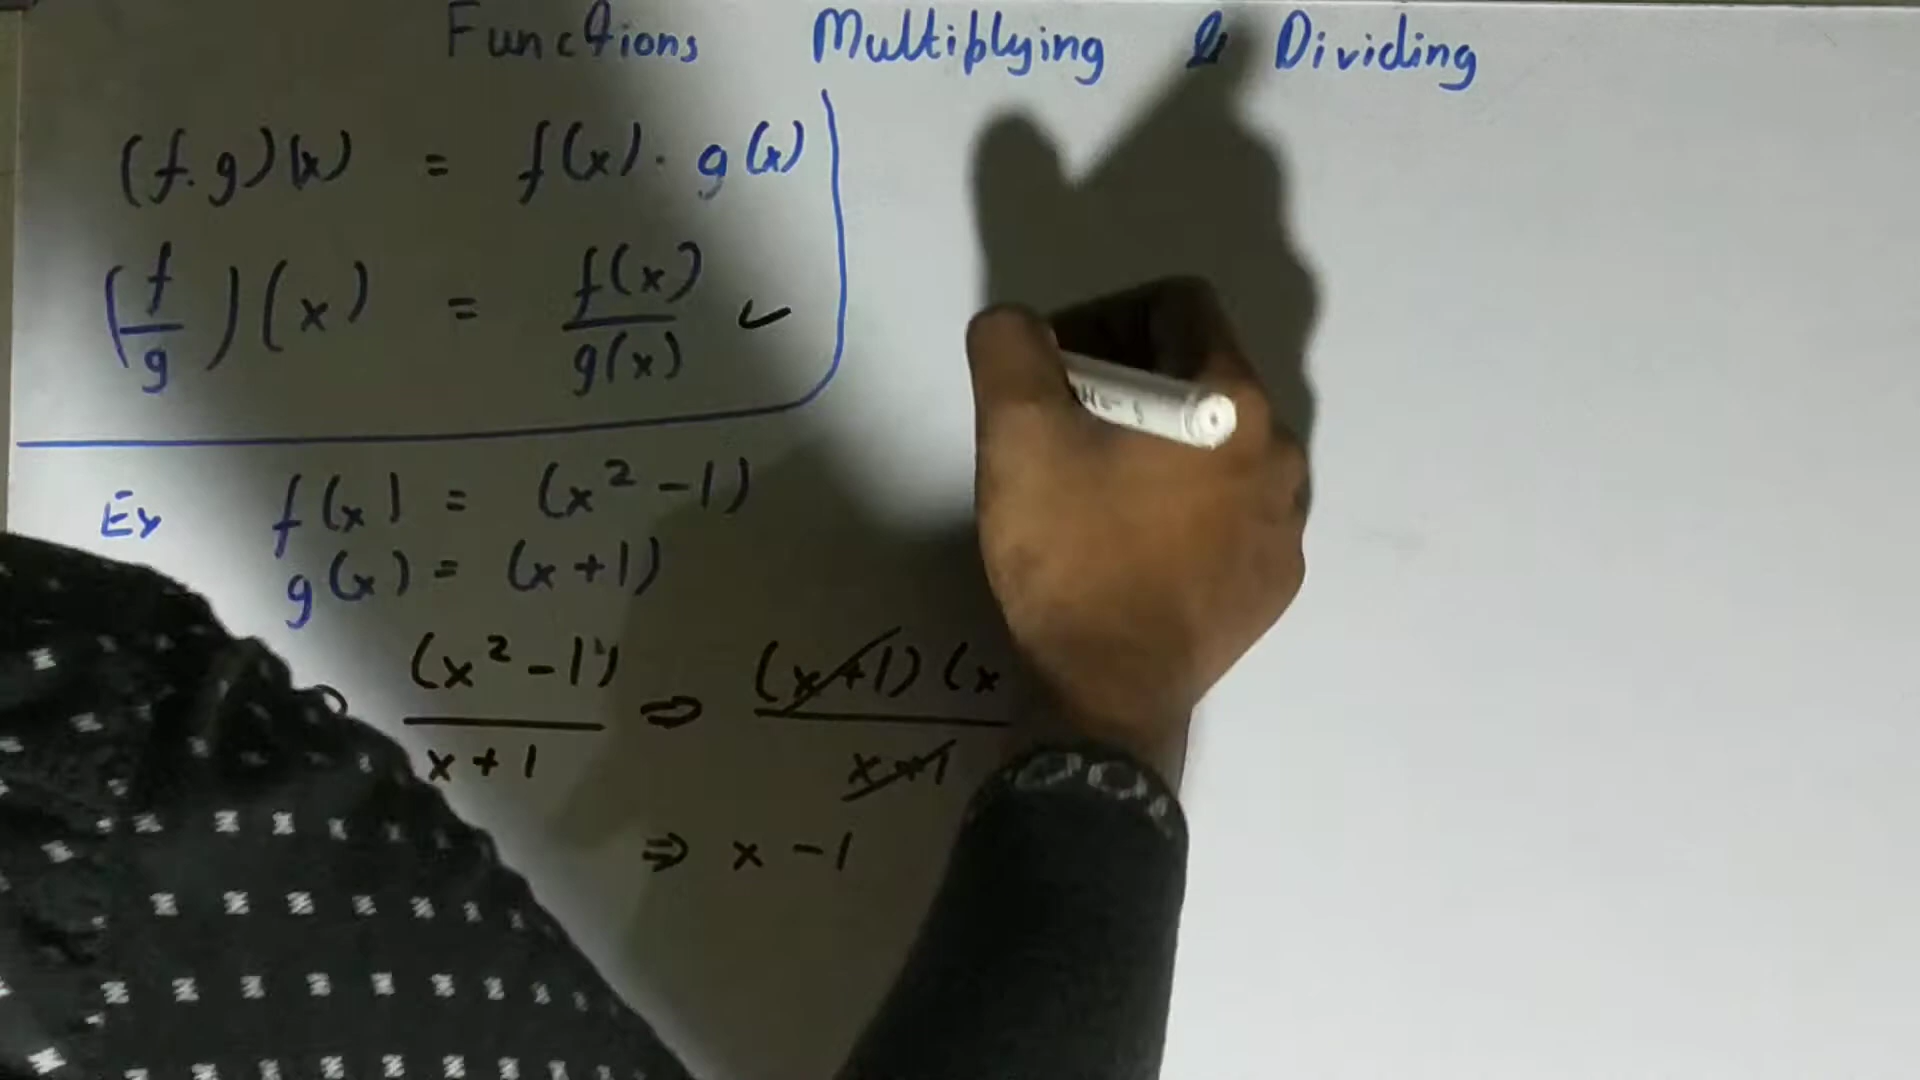 Functions Multiplying & Dividing
(f.g)(x) = f(x) . g(x)
(f/g)(x) = f(x)/g(x) ✓
Ex f(x) = (x² -1)
g(x) = (x+1)
(x² -1)/x+1 ⇒ (x+1)(x/x+1
⇒ x -1